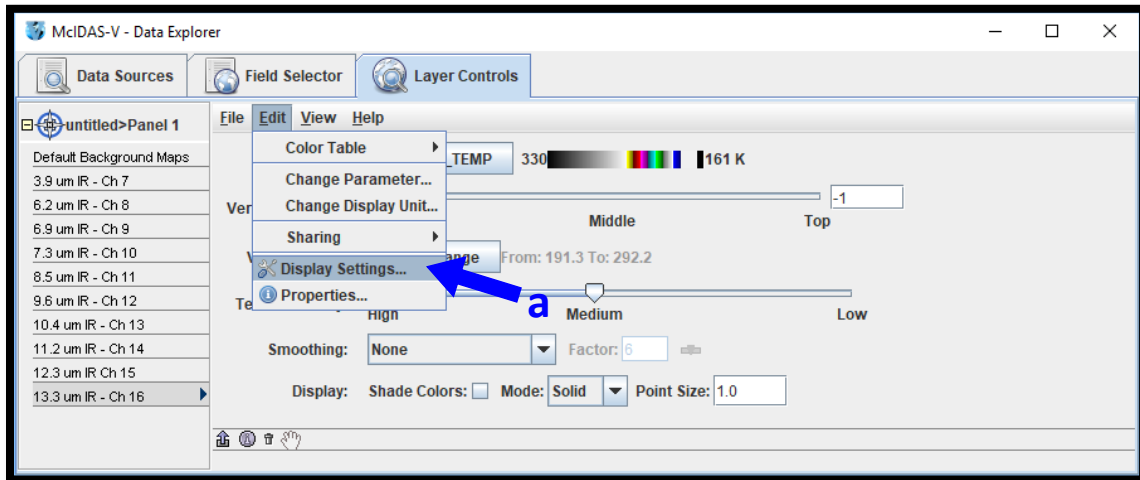 McIDAS-V - Data Explorer
Data Sources Field Selector Layer Controls
untitled>Panel 1
File Edit View Help
Default Background Maps
3.9 um IR - Ch 7
6.2 um IR - Ch 8
6.9 um IR - Ch 9
7.3 um IR - Ch 10
8.5 um IR - Ch 11
9.6 um IR - Ch 12
10.4 um IR - Ch 13
11.2 um IR - Ch 14
12.3 um IR Ch 15
13.3 um IR - Ch 16
Color Table
Change Parameter...
Change Display Unit...
Sharing
Display Settings...
Properties...
_TEMP 330 161 K
Ver -1
Middle Top
From: 191.3 To: 292.2
a
Te
High Medium Low
Smoothing: None Factor: 6
Display: Shade Colors: Mode: Solid Point Size: 1.0